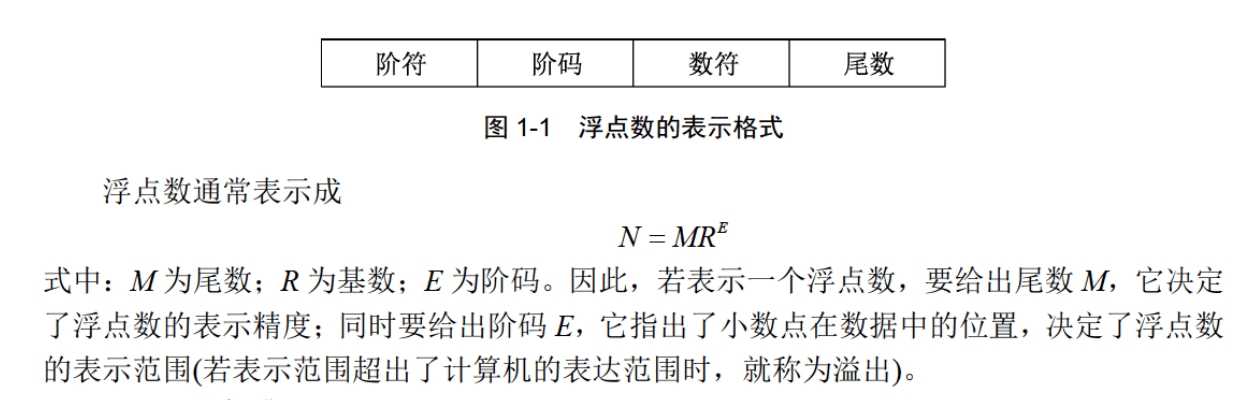 阶符 阶码 数符 尾数
图 1-1 浮点数的表示格式
浮点数通常表示成
N = MR^E
式中：M 为尾数；R 为基数；E 为阶码。因此，若表示一个浮点数，要给出尾数 M，它决定
了浮点数的表示精度；同时要给出阶码 E，它指出了小数点在数据中的位置，决定了浮点数
的表示范围(若表示范围超出了计算机的表达范围时，就称为溢出)。